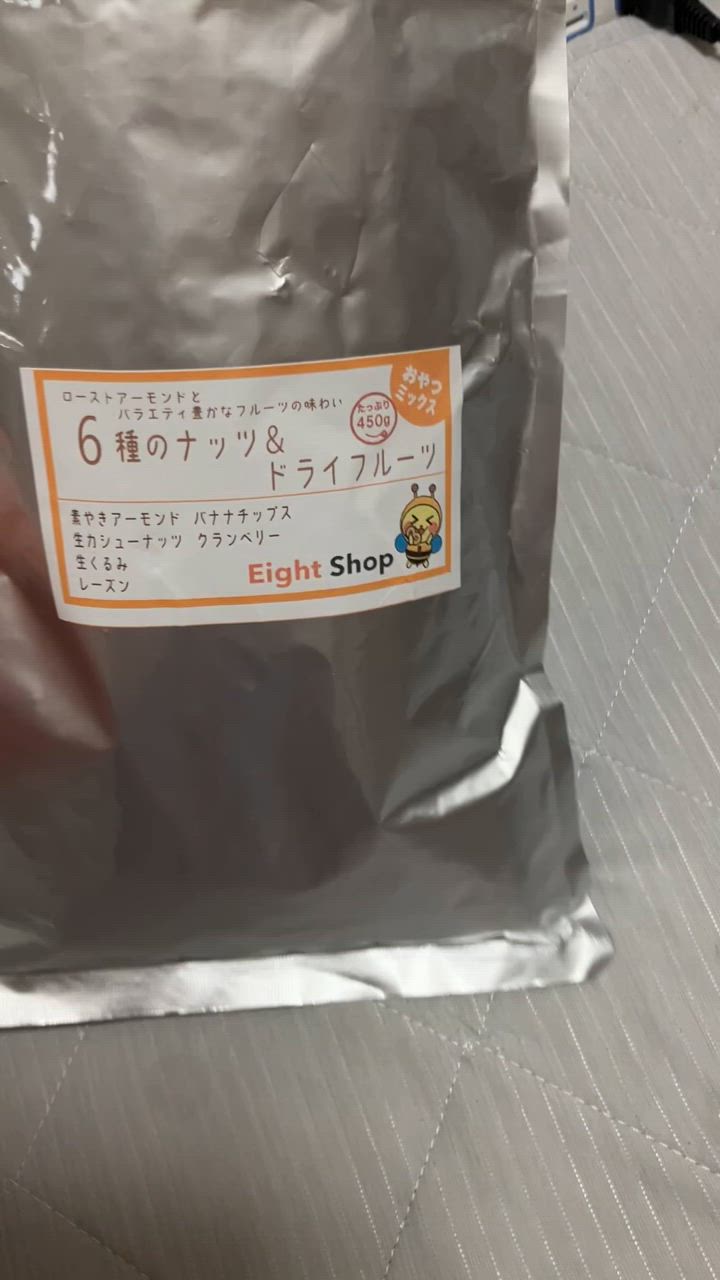 おやつ
ミックス
ローストアーモンドと
バラエティ豊かなフルーツの味わい
たっぷり
450g
6種のナッツ&
ドライフルーツ
素やきアーモンド バナナチップス
生カシューナッツ クランベリー
生くるみ
レーズン
Eight Shop